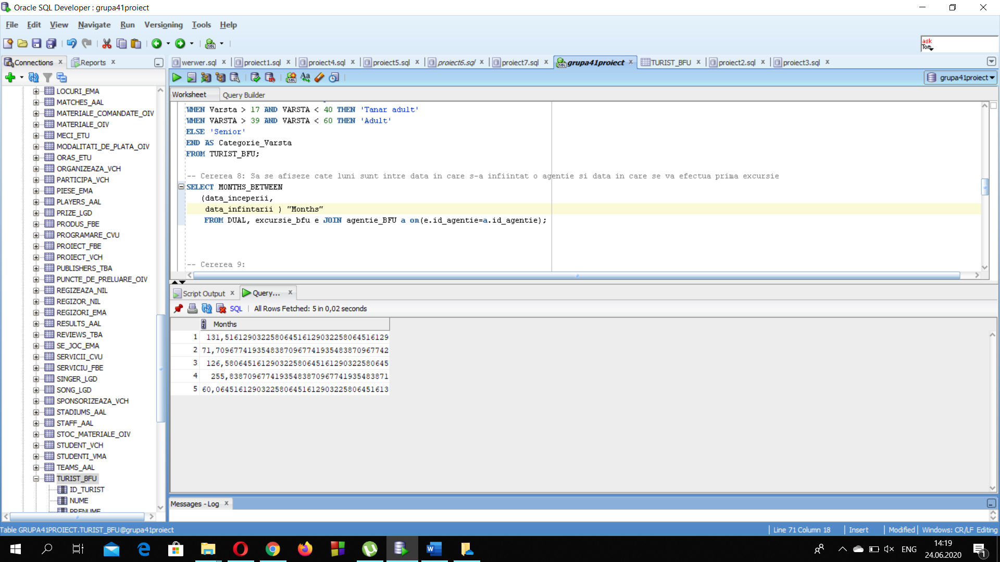 Oracle SQL Developer : grupa41proiect
File Edit View Navigate Run Versioning Tools Help
ask
Tom
Connections
Reports
werwer.sql
proiect1.sql
proiect4.sql
proiect5.sql
proiect6.sql
proiect7.sql
grupa41proiect
TURIST_BFU
proiect2.sql
proiect3.sql
grupa41proiect
Worksheet
Query Builder
LOCURI_EMA
MATCHES_AAL
MATERIALE_COMANDATE_OIV
MATERIALE_OIV
MECI_ETU
MODALITATI_DE_PLATA_OIV
ORAS_ETU
ORGANIZEAZA_VCH
PARTICIPA_VCH
PIESE_EMA
PLAYERS_AAL
PRIZE_LGD
PRODUS_FBE
PROGRAMARE_CVU
PROIECT_FBE
PROIECT_VCH
PUBLISHERS_TBA
PUNCTE_DE_PRELUARE_OIV
REGIZEAZA_NIL
REGIZOR_NIL
REGIZORI_EMA
RESULTS_AAL
REVIEWS_TBA
SE_JOC_EMA
SERVICII_CVU
SERVICIU_FBE
SINGER_LGD
SONG_LGD
SPONSORIZEAZA_VCH
STADIUMS_AAL
STAFF_AAL
STOC_MATERIALE_OIV
STUDENT_VCH
STUDENTI_VMA
TEAMS_AAL
TURIST_BFU
ID_TURIST
NUME
PRENUME
WHEN Varsta > 17 AND VARSTA < 40 THEN 'Tanar adult'
WHEN VARSTA > 39 AND VARSTA < 60 THEN 'Adult'
ELSE 'Senior'
END AS Categorie_Varsta
FROM TURIST_BFU;
-- Cererea 8: Sa se afiseze cate luni sunt intre data in care s-a infiintat o agentie si data in care se va efectua prima excursie
SELECT MONTHS_BETWEEN
(data_inceperii,
data_infintarii ) "Months"
FROM DUAL, excursie_bfu e JOIN agentie_BFU a on(e.id_agentie=a.id_agentie);
-- Cererea 9:
Script Output
Query...
SQL
All Rows Fetched: 5 in 0,02 seconds
Months
1 131,516129032258064516129032258064516129
2 71,70967741935483870967741935483870967742
3 126,580645161290322580645161290322580645
4 255,83870967741935483870967741935483871
5 60,06451612903225806451612903225806451613
Messages - Log
Table GRUPA41PROIECT.TURIST_BFU@grupa41proiect
Line 71 Column 18
Insert
Modified
Windows: CR/LF Editing
ENG
14:19
24.06.2020
1